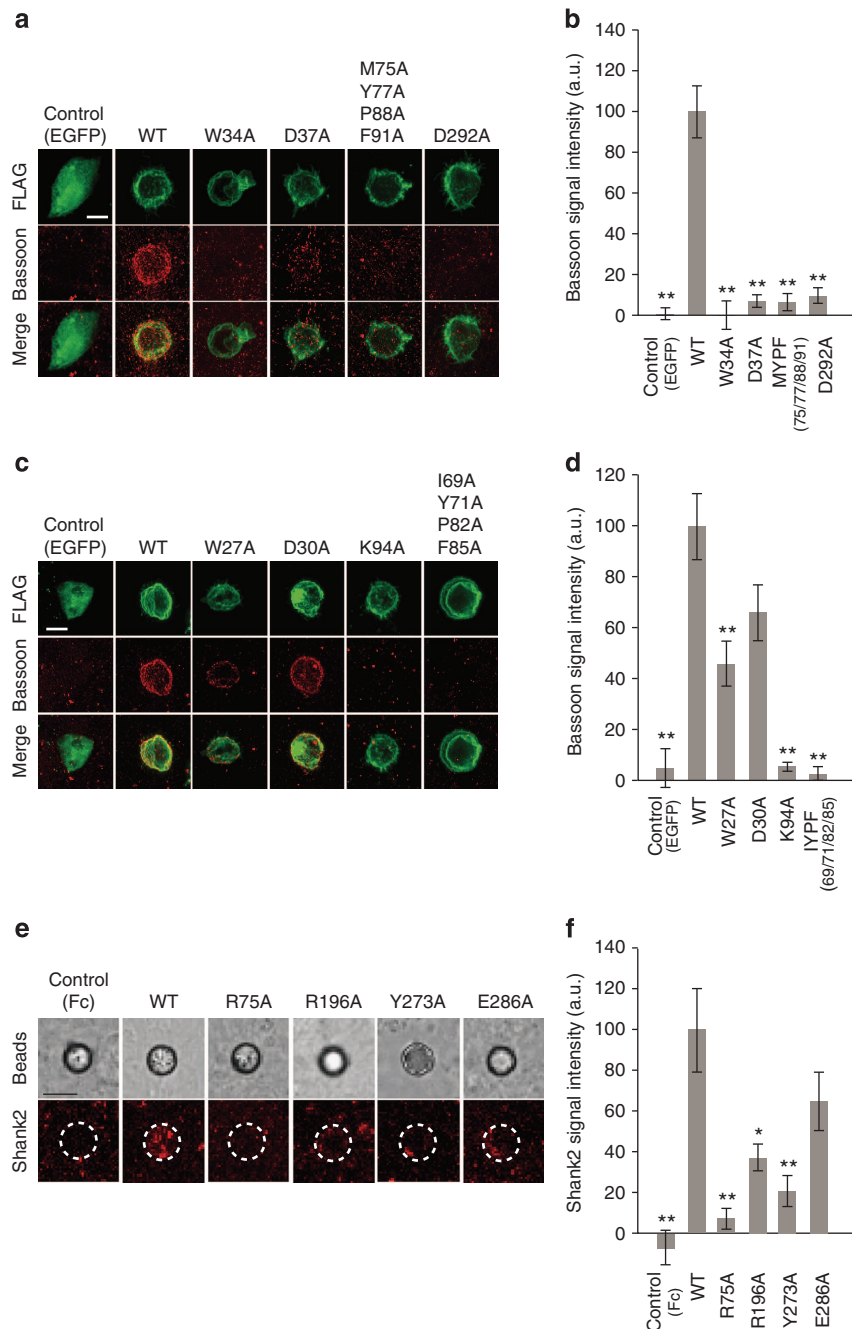 a
Control
(EGFP)
WT
W34A
D37A
M75A
Y77A
P88A
F91A
D292A
FLAG
Bassoon
Merge
b
Bassoon signal intensity (a.u.)
140
120
100
80
60
40
20
0
**
**
**
**
**
Control
(EGFP)
WT
W34A
D37A
MYPF
(75/77/88/91)
D292A
c
Control
(EGFP)
WT
W27A
D30A
K94A
I69A
Y71A
P82A
F85A
FLAG
Bassoon
Merge
d
Bassoon signal intensity (a.u.)
120
100
80
60
40
20
0
**
**
**
**
Control
(EGFP)
WT
W27A
D30A
K94A
IYPF
(69/71/82/85)
e
Control
(Fc)
WT
R75A
R196A
Y273A
E286A
Beads
Shank2
f
Shank2 signal intensity (a.u.)
140
120
100
80
60
40
20
0
**
**
*
**
Control
(Fc)
WT
R75A
R196A
Y273A
E286A